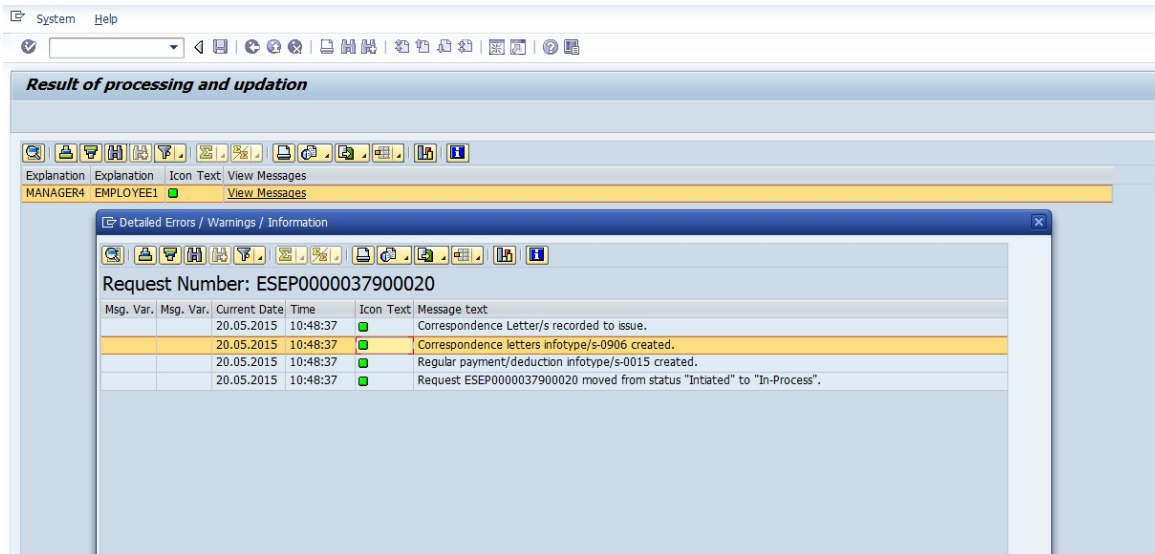 System Help
Result of processing and updation
Explanation Explanation Icon Text View Messages
MANAGER4 EMPLOYEE1 View Messages
Detailed Errors / Warnings / Information
Request Number: ESEP0000037900020
Msg. Var. Msg. Var. Current Date Time Icon Text Message text
20.05.2015 10:48:37 Correspondence Letter/s recorded to issue.
20.05.2015 10:48:37 Correspondence letters infotype/s-0906 created.
20.05.2015 10:48:37 Regular payment/deduction infotype/s-0015 created.
20.05.2015 10:48:37 Request ESEP0000037900020 moved from status "Intiated" to "In-Process".